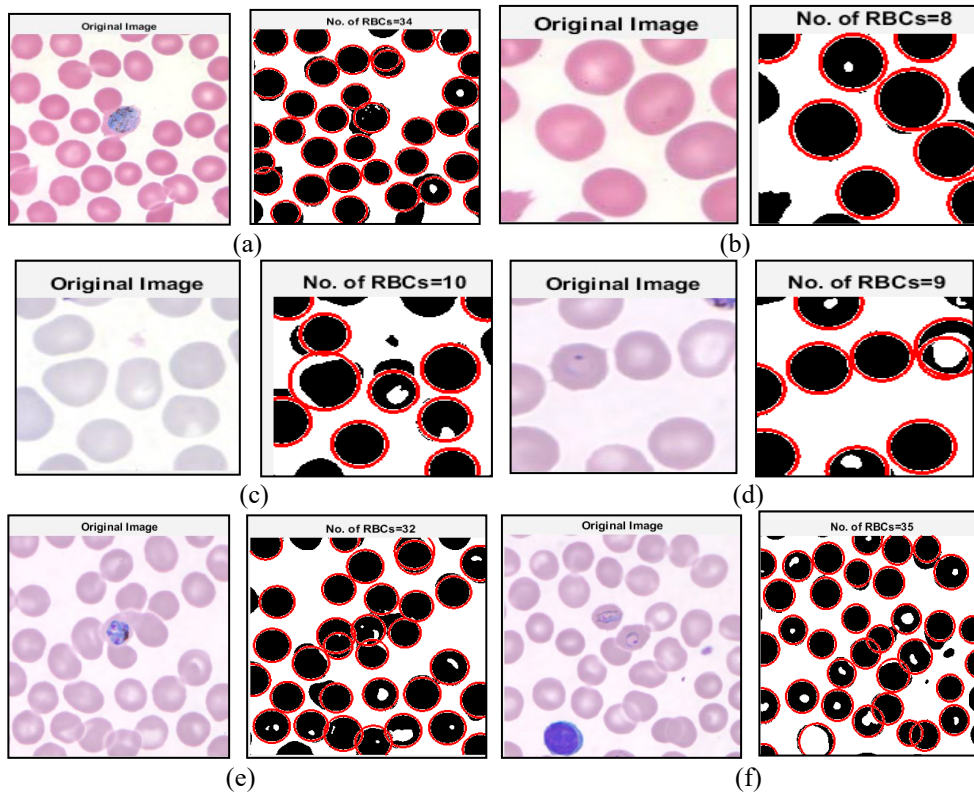 Original Image
No. of RBCs=34
Original Image
No. of RBCs=8
(a)
(b)
Original Image
No. of RBCs=10
Original Image
No. of RBCs=9
(c)
(d)
Original Image
No. of RBCs=32
Original Image
No. of RBCs=35
(e)
(f)